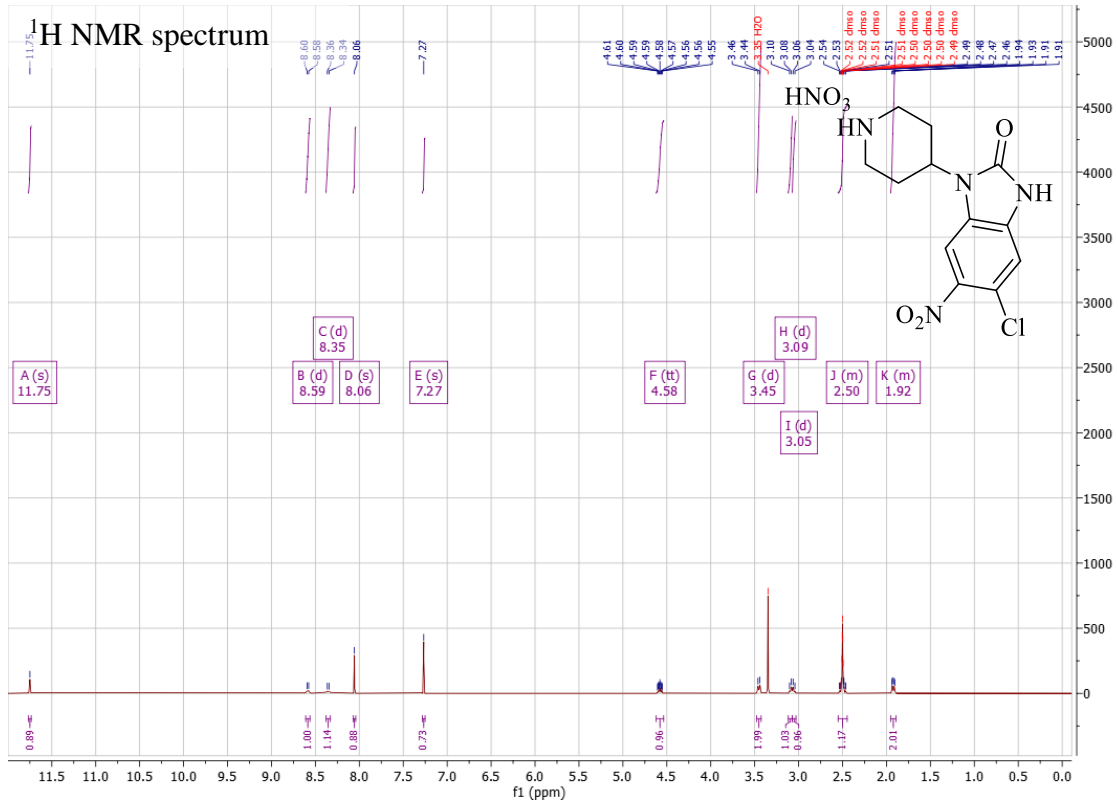 ¹H NMR spectrum
11.75
8.60
8.58
8.36
8.34
8.06
7.27
4.61
4.60
4.59
4.59
4.58
4.57
4.56
4.56
4.55
3.46
3.44
3.35 H2O
3.10
3.08
3.06
3.04
2.54
2.53
2.52 dmso
2.52 dmso
2.51 dmso
2.51
2.51 dmso
2.50 dmso
2.50 dmso
2.50 dmso
2.49 dmso
2.49
2.48
2.47
2.46
1.94
1.93
1.91
1.91
HNO₃
HN
O
N
NH
O₂N
Cl
C (d)
8.35
H (d)
3.09
A (s)
11.75
B (d)
8.59
D (s)
8.06
E (s)
7.27
F (tt)
4.58
G (d)
3.45
J (m)
2.50
K (m)
1.92
I (d)
3.05
5000
4500
4000
3500
3000
2500
2000
1500
1000
500
0
0.89
1.00
1.14
0.88
0.73
0.96
1.99
1.03
0.96
1.17
2.01
11.5 11.0 10.5 10.0 9.5 9.0 8.5 8.0 7.5 7.0 6.5 6.0 5.5 5.0 4.5 4.0 3.5 3.0 2.5 2.0 1.5 1.0 0.5 0.0
f1 (ppm)